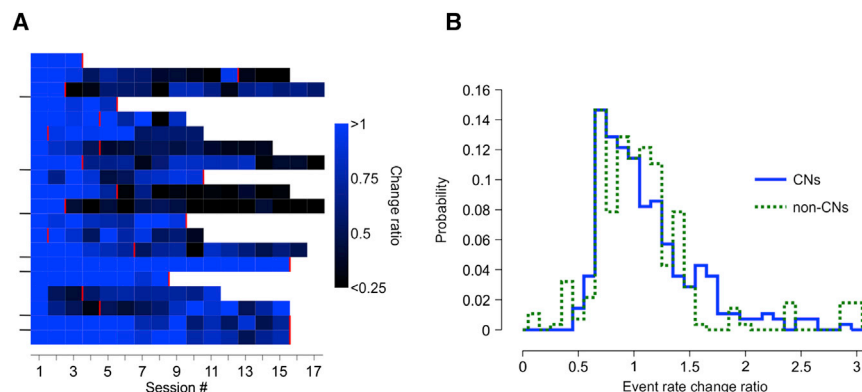 A
>1
0.75
0.5
<0.25
Change ratio
1 3 5 7 9 11 13 15 17
Session #
B
0.16
0.14
0.12
0.1
0.08
0.06
0.04
0.02
0
Probability
CNs
non-CNs
0 0.5 1 1.5 2 2.5 3
Event rate change ratio